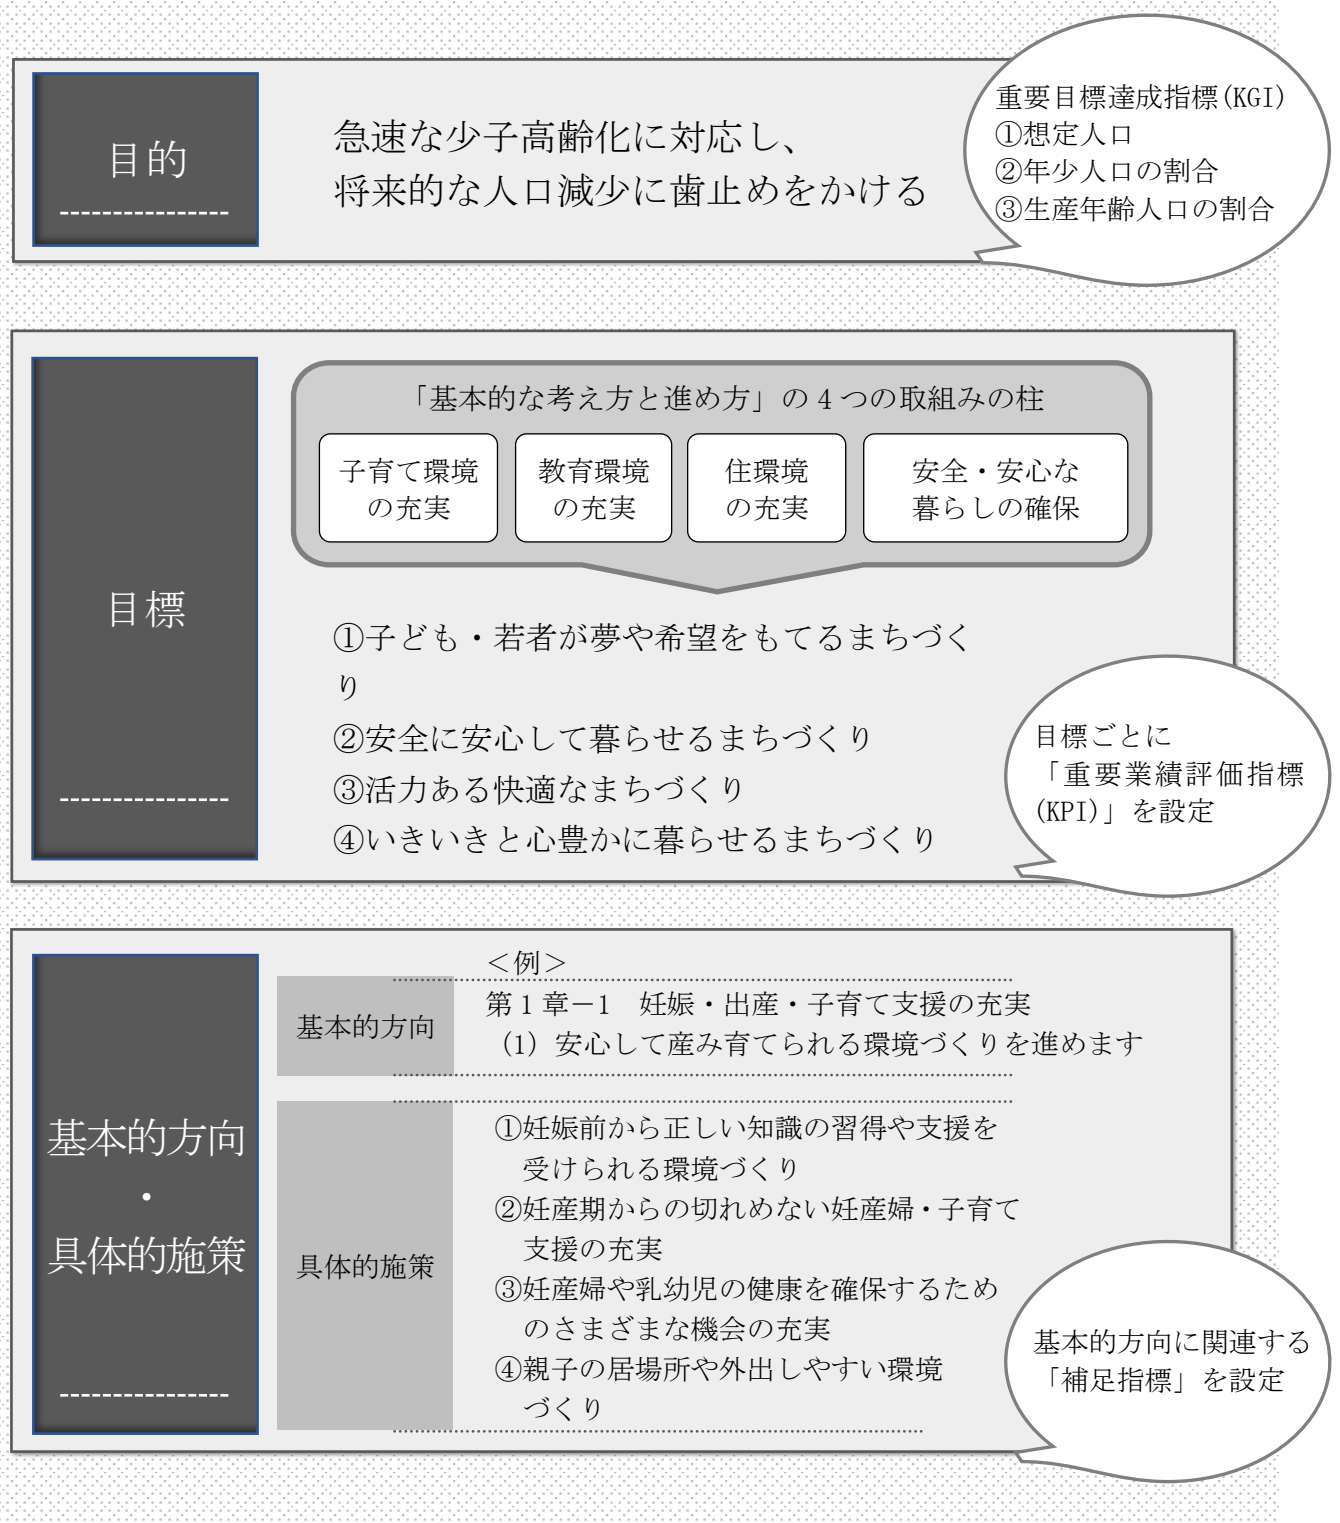 目的
急速な少子高齢化に対応し、
将来的な人口減少に歯止めをかける
重要目標達成指標(KGI)
①想定人口
②年少人口の割合
③生産年齢人口の割合
目標
「基本的な考え方と進め方」の4つの取組みの柱
子育て環境
の充実
教育環境
の充実
住環境
の充実
安全・安心な
暮らしの確保
①子ども・若者が夢や希望をもてるまちづく
り
②安全に安心して暮らせるまちづくり
③活力ある快適なまちづくり
④いきいきと心豊かに暮らせるまちづくり
目標ごとに
「重要業績評価指標
(KPI)」を設定
基本的方向
・
具体的施策
<例>
基本的方向
第1章－1　妊娠・出産・子育て支援の充実
(1) 安心して産み育てられる環境づくりを進めます
具体的施策
①妊娠前から正しい知識の習得や支援を
受けられる環境づくり
②妊産期からの切れめない妊産婦・子育て
支援の充実
③妊産婦や乳幼児の健康を確保するため
のさまざまな機会の充実
④親子の居場所や外出しやすい環境
づくり
基本的方向に関連する
「補足指標」を設定